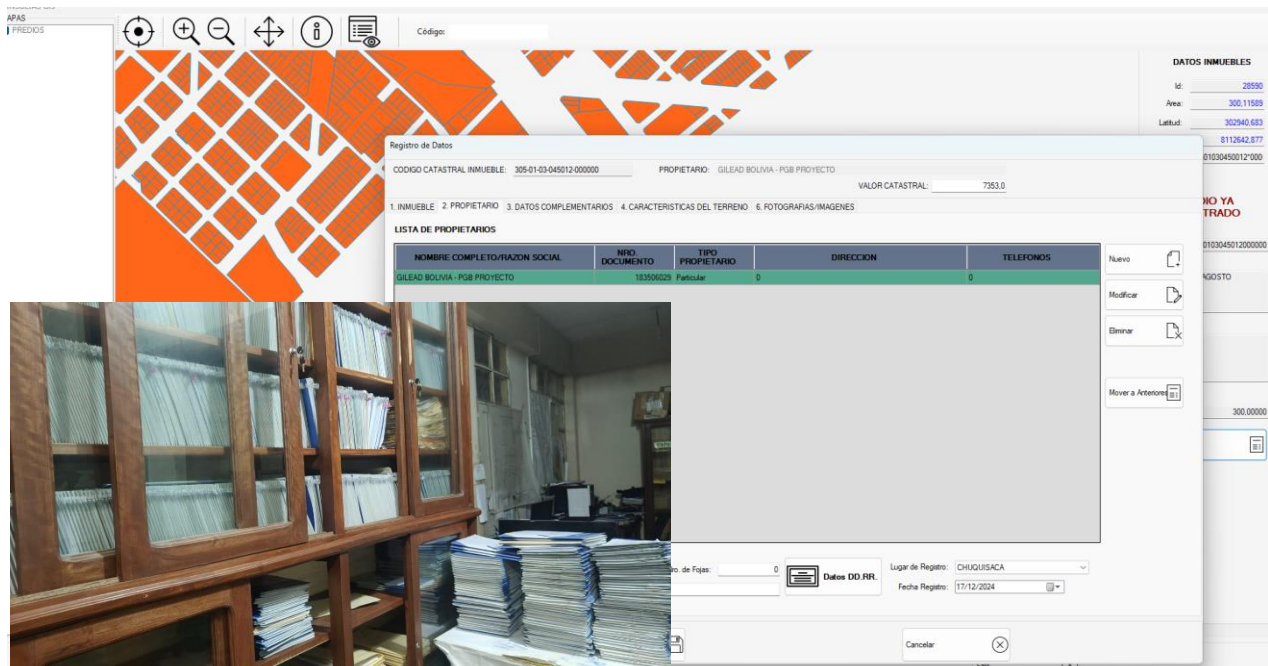 APAS
PREDIOS
Código:
DATOS INMUEBLES
Id: 28590
Area: 300,11589
Latitud: 302940,683
8112642,877
01030450012"000
IO YA
TRADO
0103045012000000
AGOSTO
300.00000
Registro de Datos
CODIGO CATASTRAL INMUEBLE: 305-01-03-045012-000000 PROPIETARIO: GILEAD BOLIVIA - PGB PROYECTO
VALOR CATASTRAL: 7353.0
1. INMUEBLE 2. PROPIETARIO 3. DATOS COMPLEMENTARIOS 4. CARACTERISTICAS DEL TERRENO 6. FOTOGRAFIAS/IMAGENES
LISTA DE PROPIETARIOS
NOMBRE COMPLETO/RAZON SOCIAL NRO. DOCUMENTO TIPO PROPIETARIO DIRECCION TELEFONOS
GILEAD BOLIVIA - PGB PROYECTO 183506029 Particular 0 0
Nuevo
Modificar
Eliminar
Mover a Anteriores
ro. de Fojas: 0 Datos DD.RR. Lugar de Registro: CHUQUISACA
Fecha Registro: 17/12/2024
Cancelar